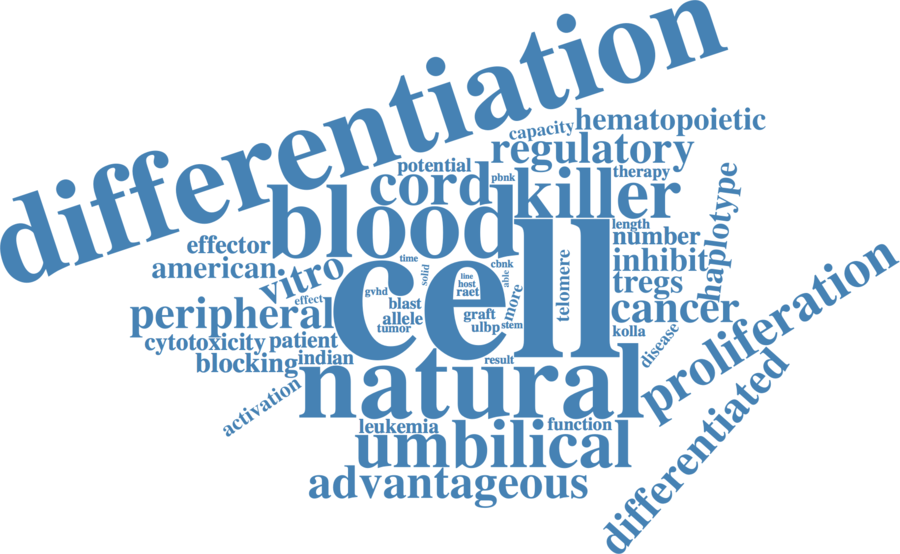 differentiation
capacity
hematopoietic
regulatory
potential
cord
pbnk
killer
therapy
blood
haplotype
length
number
effector
american
vitro
time
solid
cell
cbnk
able
line
host
raet
more
telomere
inhibit
tregs
cancer
gvhd
effect
peripheral
blast
allele
tumor
graft
ulbp
stem
kolla
disease
proliferation
cytotoxicity
patient
blocking
indian
result
natural
activation
differentiated
leukemia
function
umbilical
advantageous